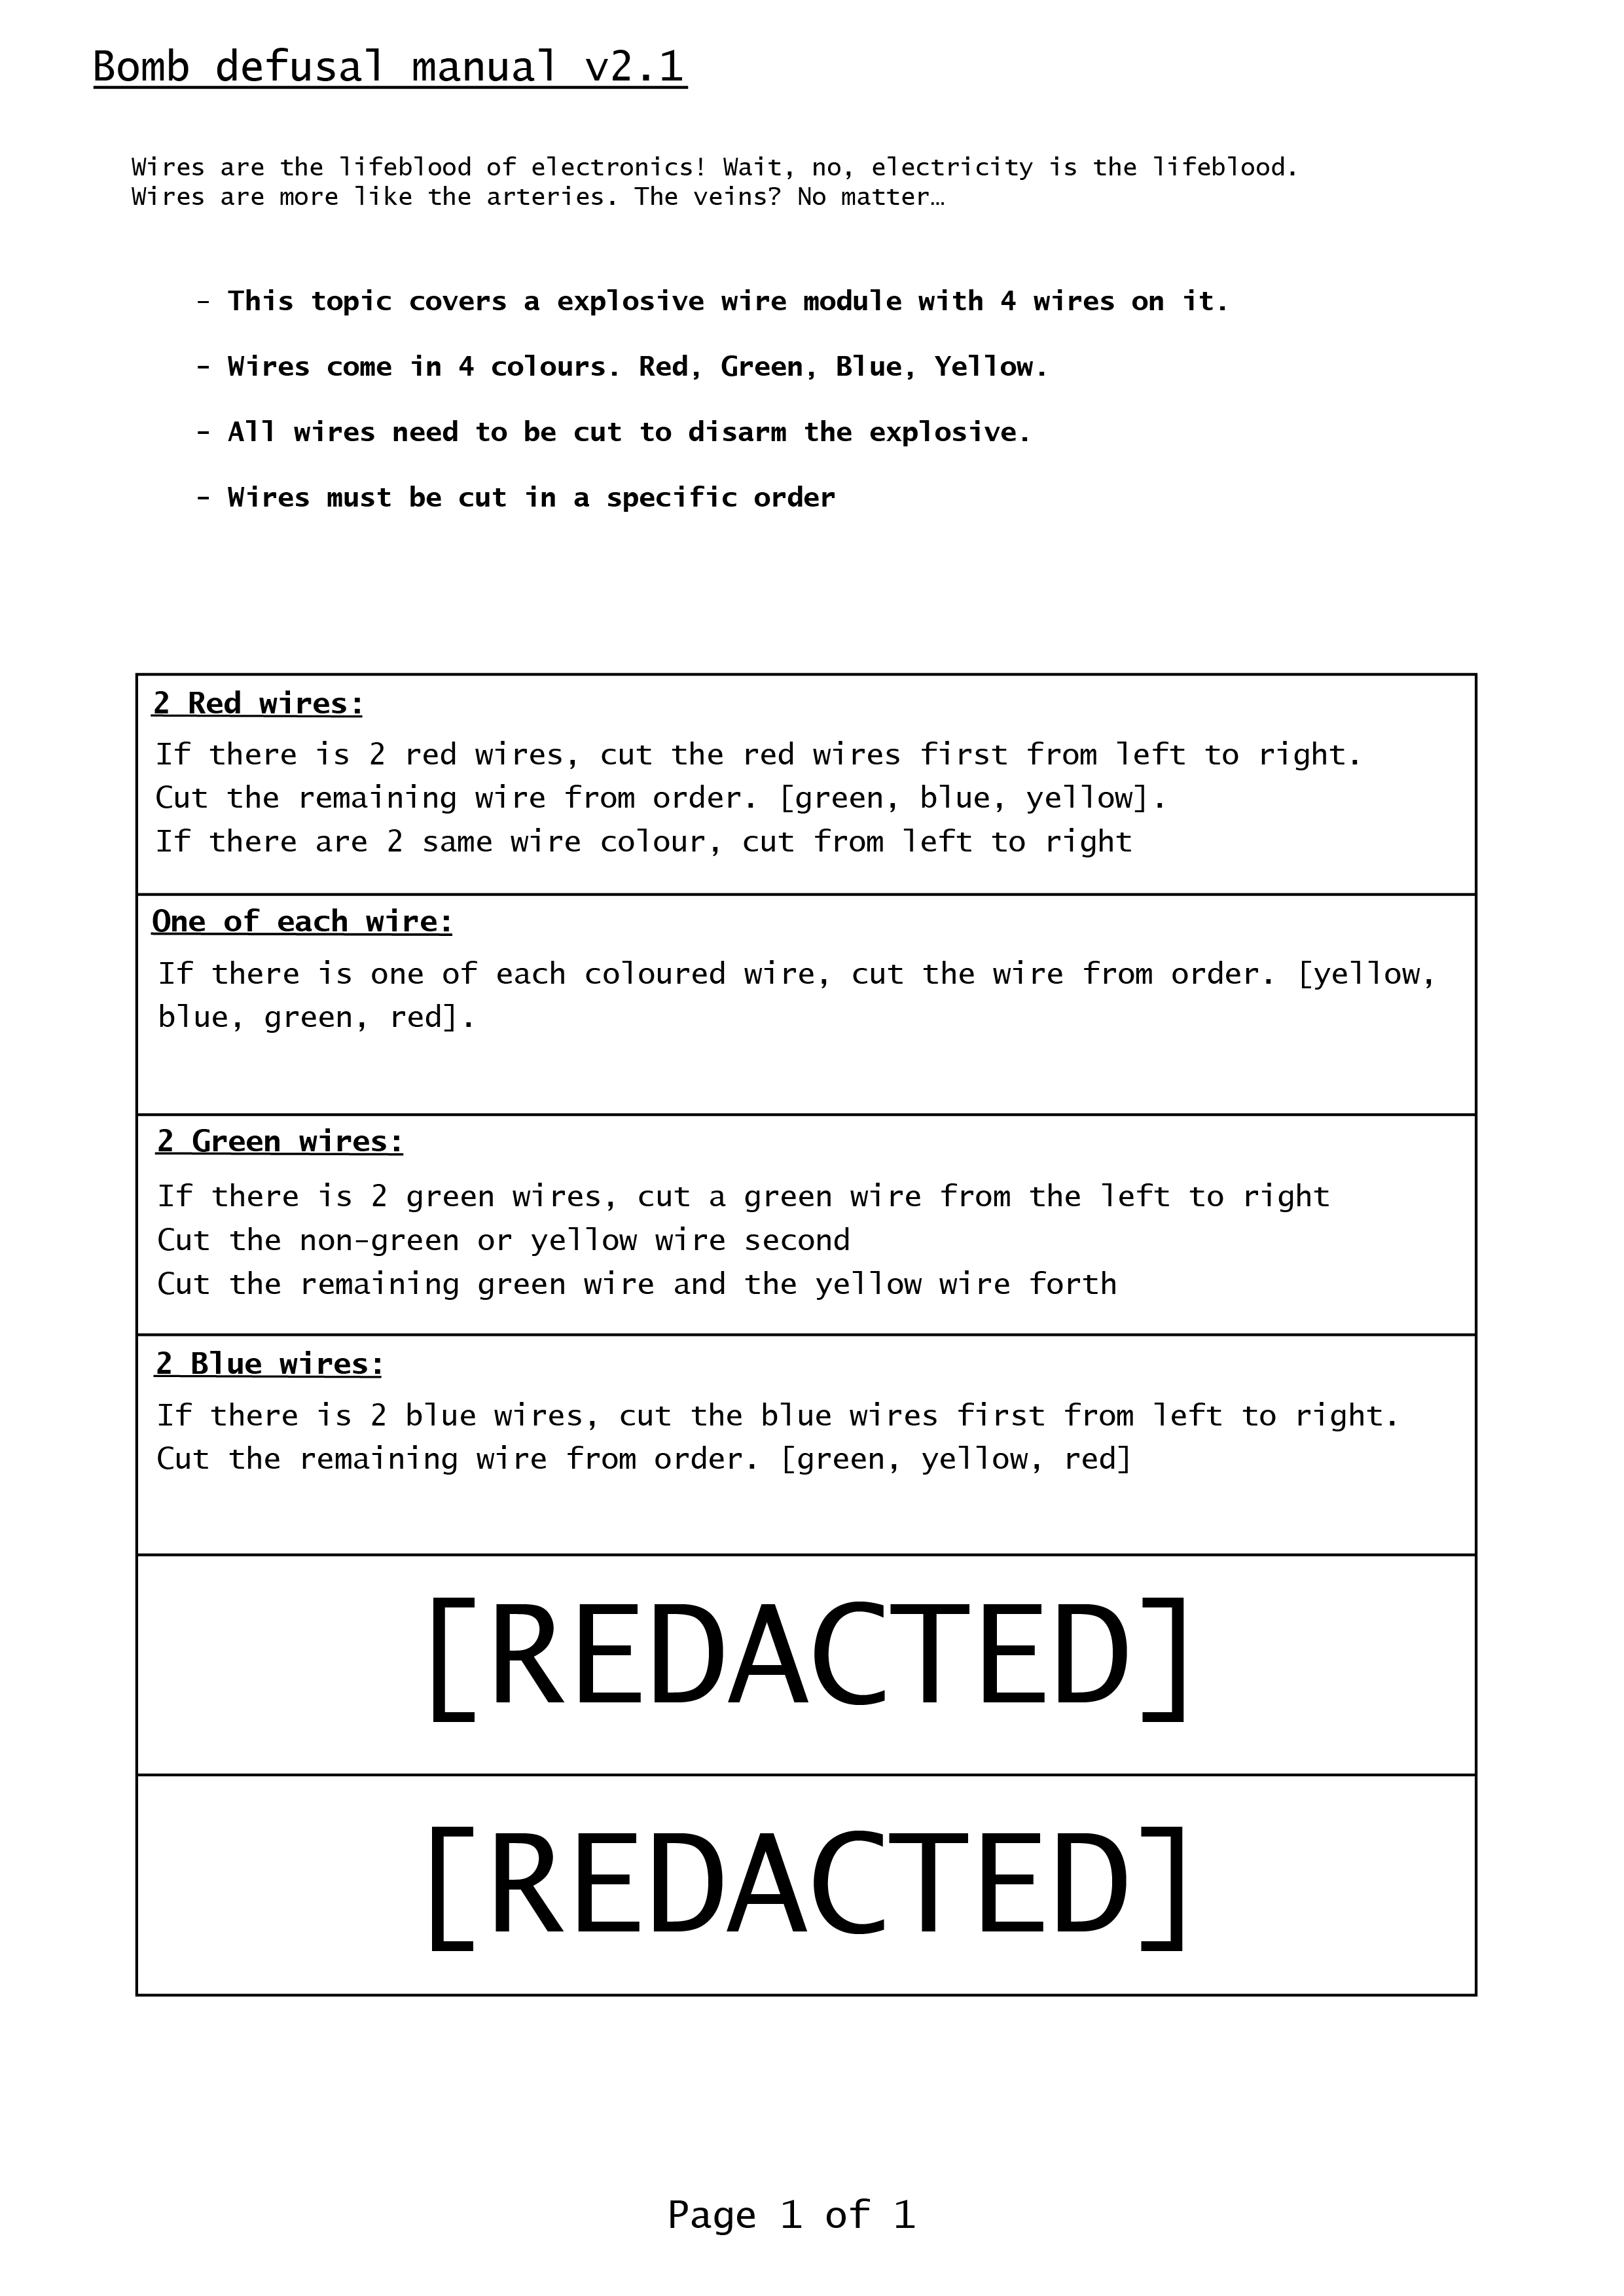 Bomb defusal manual v2.1
Wires are the lifeblood of electronics! Wait, no, electricity is the lifeblood.
Wires are more like the arteries. The veins? No matter…
- This topic covers a explosive wire module with 4 wires on it.
- Wires come in 4 colours. Red, Green, Blue, Yellow.
- All wires need to be cut to disarm the explosive.
- Wires must be cut in a specific order
2 Red wires:
If there is 2 red wires, cut the red wires first from left to right.
Cut the remaining wire from order. [green, blue, yellow].
If there are 2 same wire colour, cut from left to right
One of each wire:
If there is one of each coloured wire, cut the wire from order. [yellow,
blue, green, red].
2 Green wires:
If there is 2 green wires, cut a green wire from the left to right
Cut the non-green or yellow wire second
Cut the remaining green wire and the yellow wire forth
2 Blue wires:
If there is 2 blue wires, cut the blue wires first from left to right.
Cut the remaining wire from order. [green, yellow, red]
[REDACTED]
[REDACTED]
Page 1 of 1